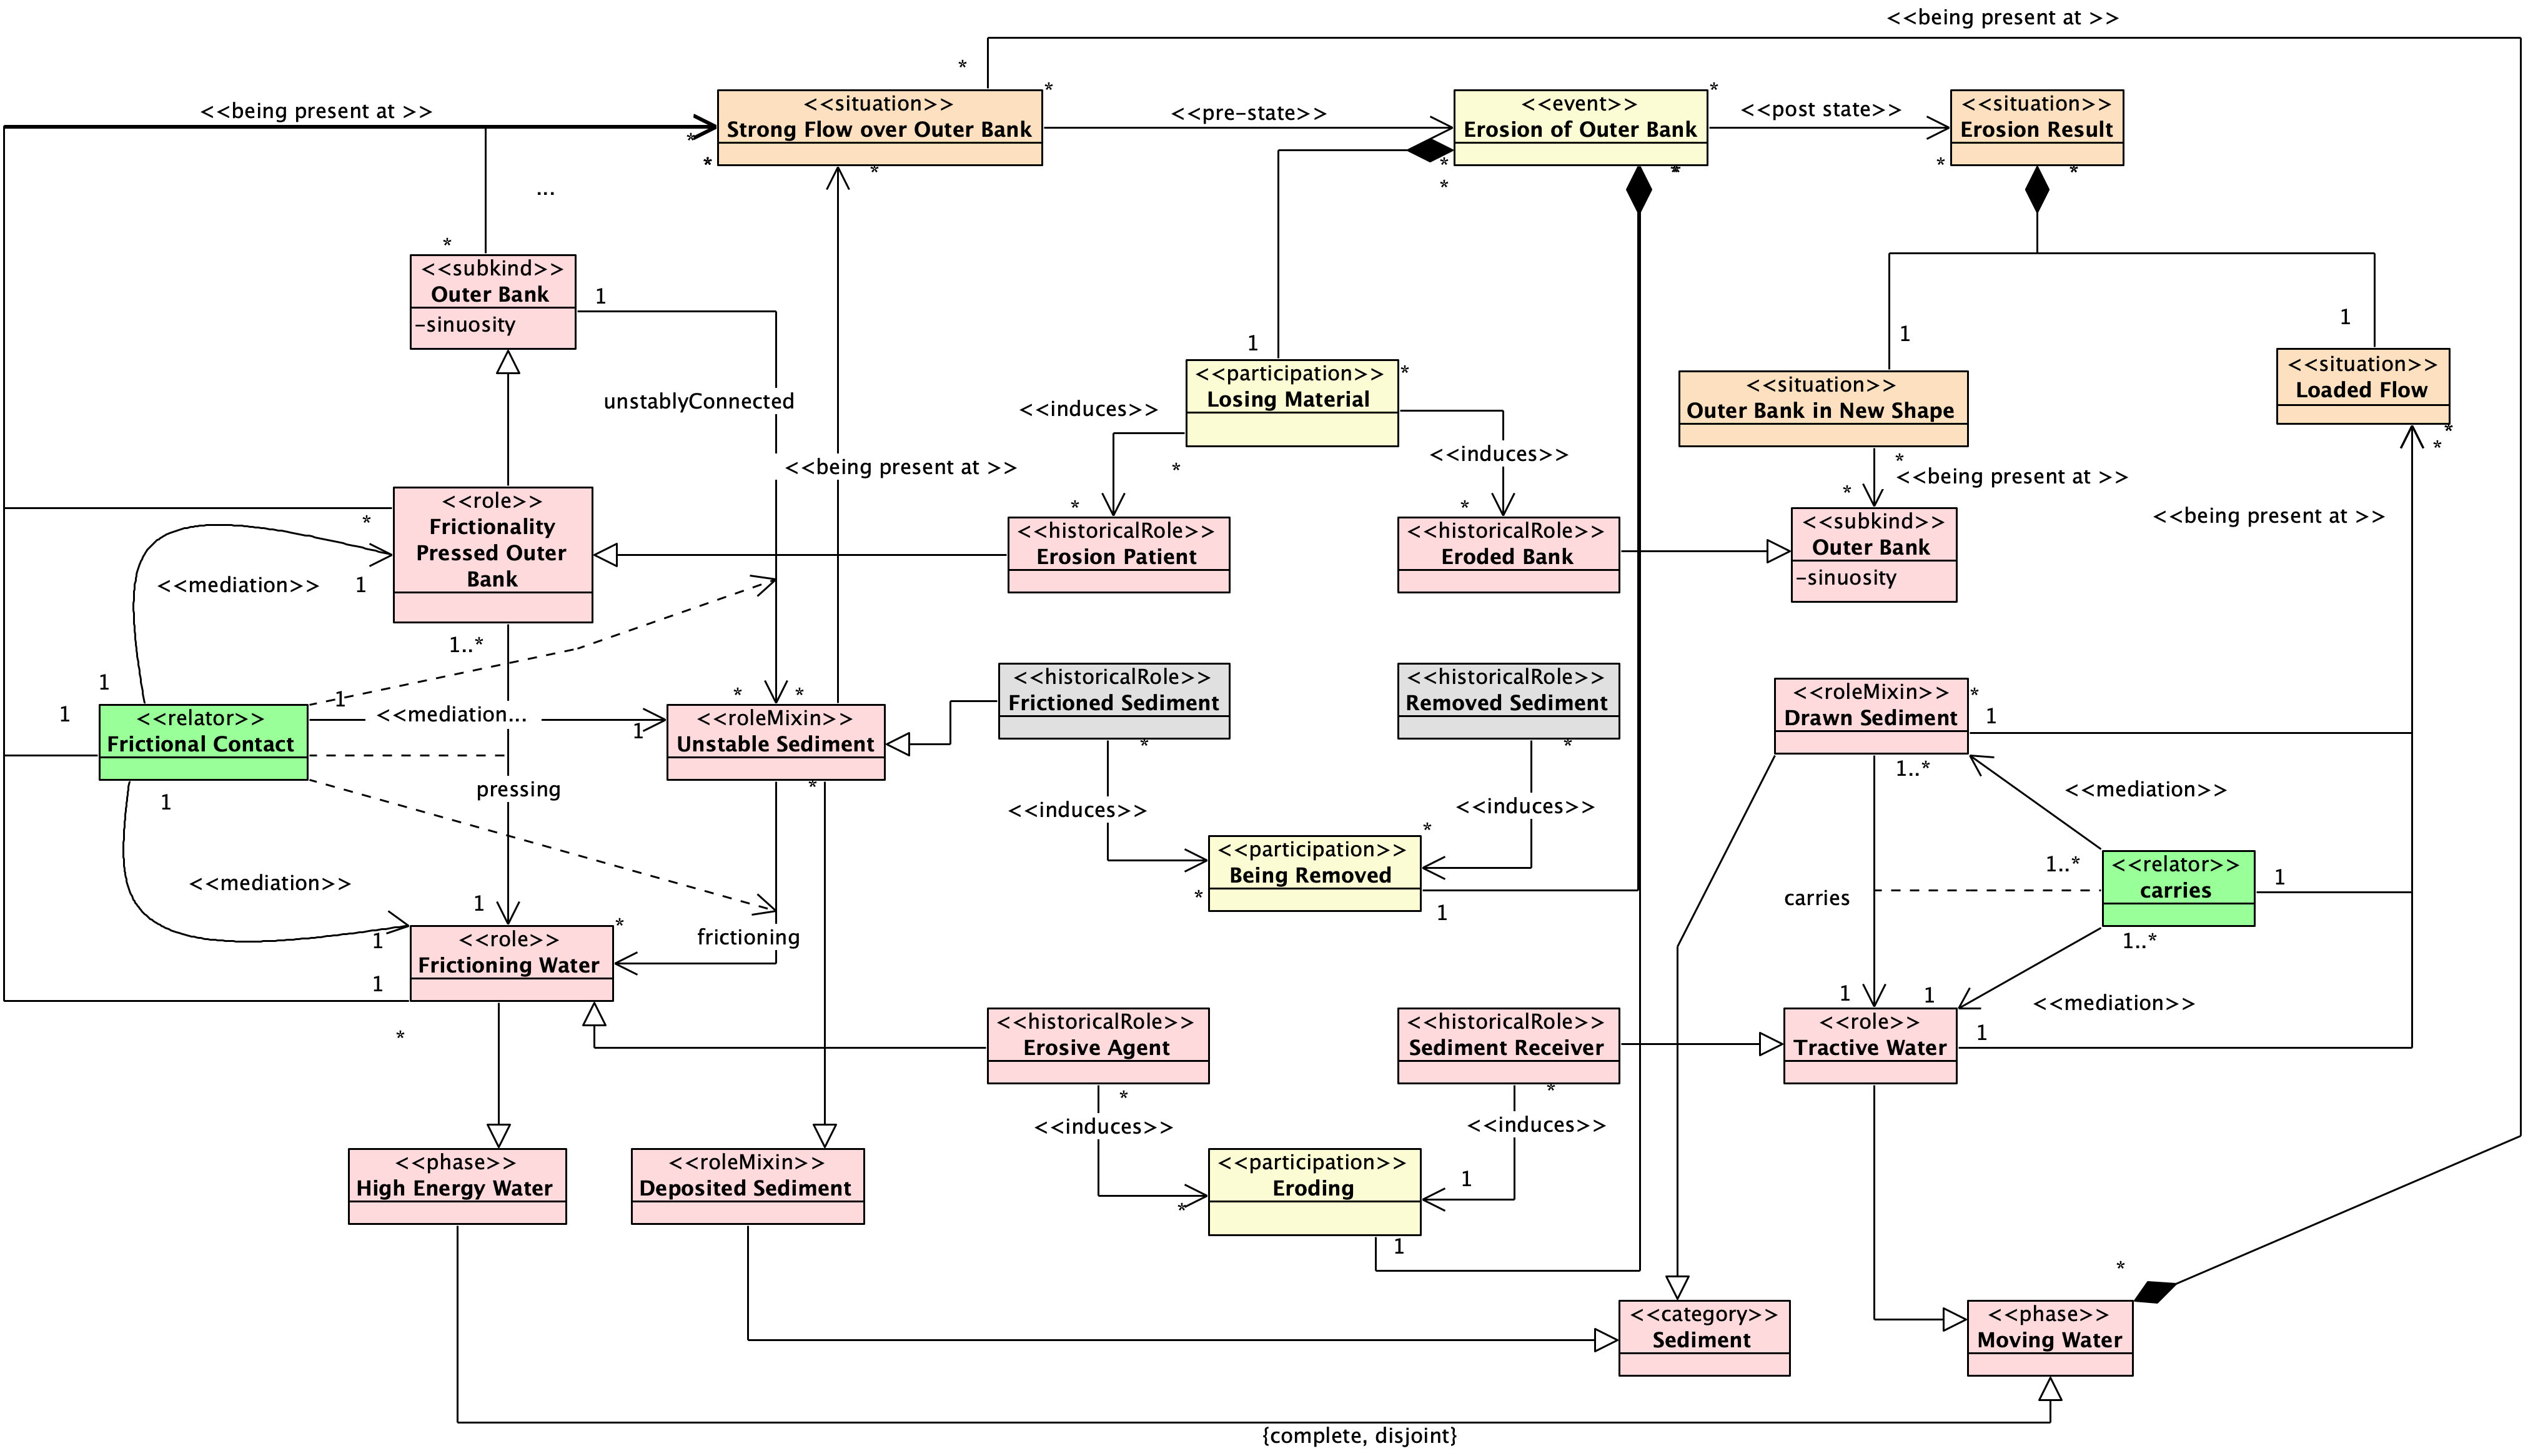 <<being present at >>
*
<<being present at >>
<<situation>>
Strong Flow over Outer Bank
*
*
*
*
<<pre-state>>
<<event>>
Erosion of Outer Bank
*
*
*
*
<<post state>>
<<situation>>
Erosion Result
*
*
...
*
<<subkind>>
Outer Bank
-sinuosity
1
unstablyConnected
<<being present at >>
1
<<participation>>
Losing Material
*
*
<<induces>>
*
<<induces>>
*
1
<<situation>>
Outer Bank in New Shape
*
<<being present at >>
*
1
<<situation>>
Loaded Flow
*
*
<<being present at >>
<<role>>
Frictionality
Pressed Outer
Bank
*
1
1..*
<<mediation>>
<<historicalRole>>
Erosion Patient
<<historicalRole>>
Eroded Bank
<<subkind>>
Outer Bank
-sinuosity
1
1
1
<<relator>>
Frictional Contact
1
<<mediation...
1
*
*
<<roleMixin>>
Unstable Sediment
*
<<historicalRole>>
Frictioned Sediment
*
<<historicalRole>>
Removed Sediment
*
<<roleMixin>>
Drawn Sediment
*
1
1..*
pressing
<<induces>>
<<induces>>
<<mediation>>
<<participation>>
Being Removed
*
*
1
<<mediation>>
1
1
frictioning
carries
1..*
<<relator>>
carries
1
1..*
<<mediation>>
<<role>>
Frictioning Water
*
1
*
<<historicalRole>>
Erosive Agent
*
<<induces>>
<<historicalRole>>
Sediment Receiver
*
<<induces>>
1
1
<<role>>
Tractive Water
1
<<phase>>
High Energy Water
<<roleMixin>>
Deposited Sediment
<<participation>>
Eroding
*
1
1
<<category>>
Sediment
*
<<phase>>
Moving Water
{complete, disjoint}